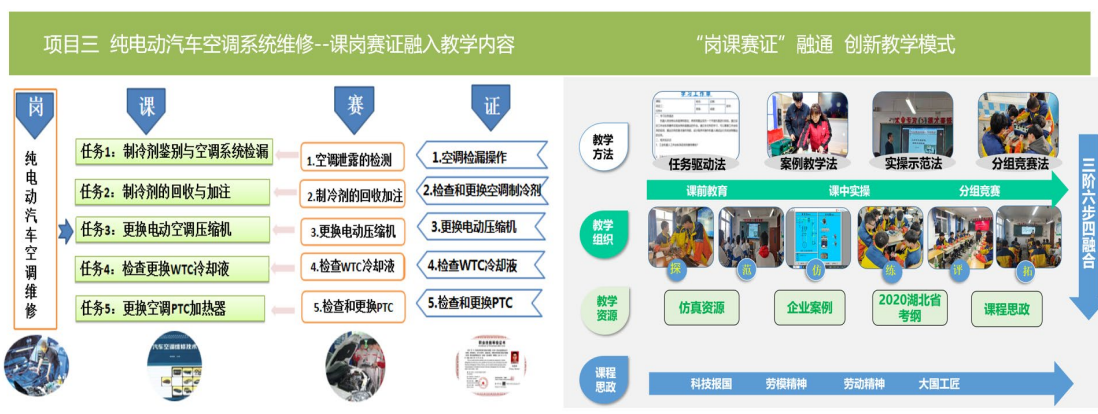 项目三 纯电动汽车空调系统维修--课岗赛证融入教学内容
“岗课赛证”融通 创新教学模式
岗
课
赛
证
纯电动汽车空调维修
任务1：制冷剂鉴别与空调系统检漏
1.空调泄露的检测
1.空调检漏操作
任务2：制冷剂的回收与加注
2.制冷剂的回收加注
2.检查和更换空调制冷剂
任务3：更换电动空调压缩机
3.更换电动压缩机
3.更换电动压缩机
任务4：检查更换WTC冷却液
4.检查WTC冷却液
4.检查WTC冷却液
任务5：更换空调PTC加热器
5.检查和更换PTC
5.检查和更换PTC
汽车空调维修技术
教学
方法
学习工作单
任务驱动法
案例教学法
实操示范法
分组竞赛法
课前教育
课中实操
分组竞赛
教学
组织
探
范
仿
练
评
拓
教学
资源
仿真资源
企业案例
2020湖北省
考纲
课程思政
课程
思政
科技报国
劳模精神
劳动精神
大国工匠
三阶六步四融合